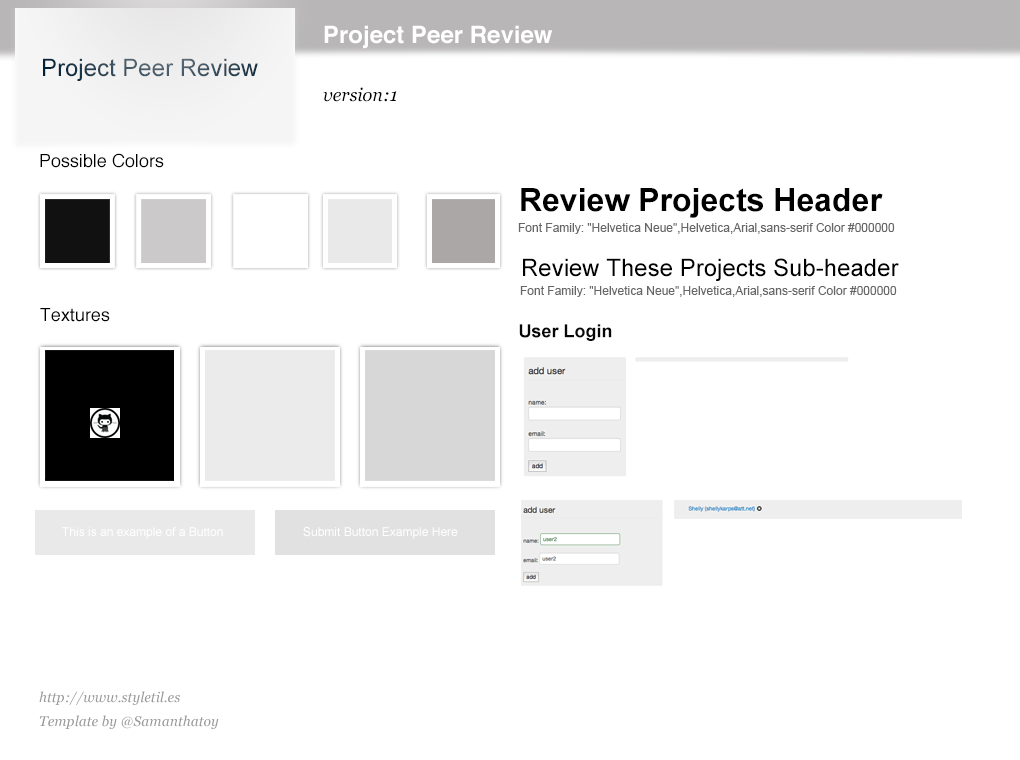 Project Peer Review
Project Peer Review
version:1
Possible Colors
Textures
This is an example of a Button
Submit Button Example Here
Review Projects Header
Font Family: "Helvetica Neue",Helvetica,Arial,sans-serif Color #000000
Review These Projects Sub-header
Font Family: "Helvetica Neue",Helvetica,Arial,sans-serif Color #000000
User Login
add user
name:
email:
add
add user
name: user2
email: user2
add
Shelly (shellykarpe@att.net)
http://www.styletil.es
Template by @Samanthatoy